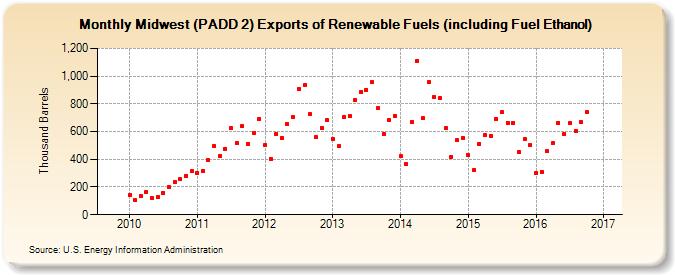 Monthly Midwest (PADD 2) Exports of Renewable Fuels (including Fuel Ethanol)
Thousand Barrels
1,200
1,000
800
600
400
200
0
2010 2011 2012 2013 2014 2015 2016 2017
Source: U.S. Energy Information Administration